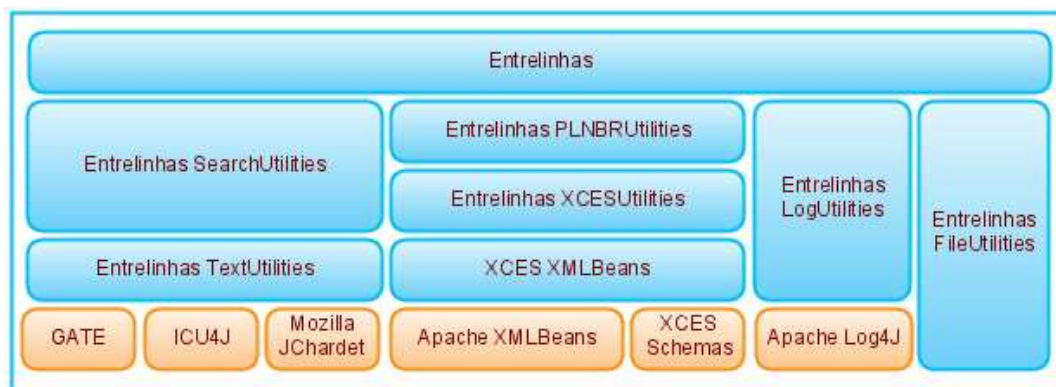 Entrelinhas
Entrelinhas SearchUtilities
Entrelinhas PLNBRUtilities
Entrelinhas XCESUtilities
Entrelinhas
LogUtilities
Entrelinhas
FileUtilities
Entrelinhas TextUtilities
XCES XMLBeans
GATE
ICU4J
Mozilla
JChardet
Apache XMLBeans
XCES
Schemas
Apache Log4J